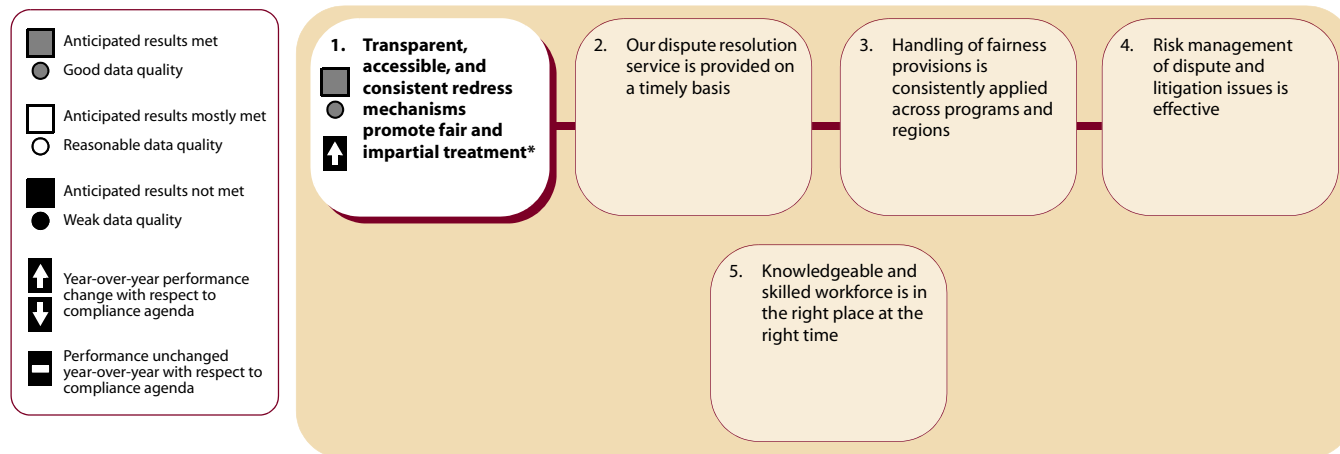 Anticipated results met
Good data quality
Anticipated results mostly met
Reasonable data quality
Anticipated results not met
Weak data quality
Year-over-year performance
change with respect to
compliance agenda
Performance unchanged
year-over-year with respect to
compliance agenda
1. Transparent,
accessible, and
consistent redress
mechanisms
promote fair and
impartial treatment*
2. Our dispute resolution
service is provided on
a timely basis
3. Handling of fairness
provisions is
consistently applied
across programs and
regions
4. Risk management
of dispute and
litigation issues is
effective
5. Knowledgeable and
skilled workforce is in
the right place at the
right time